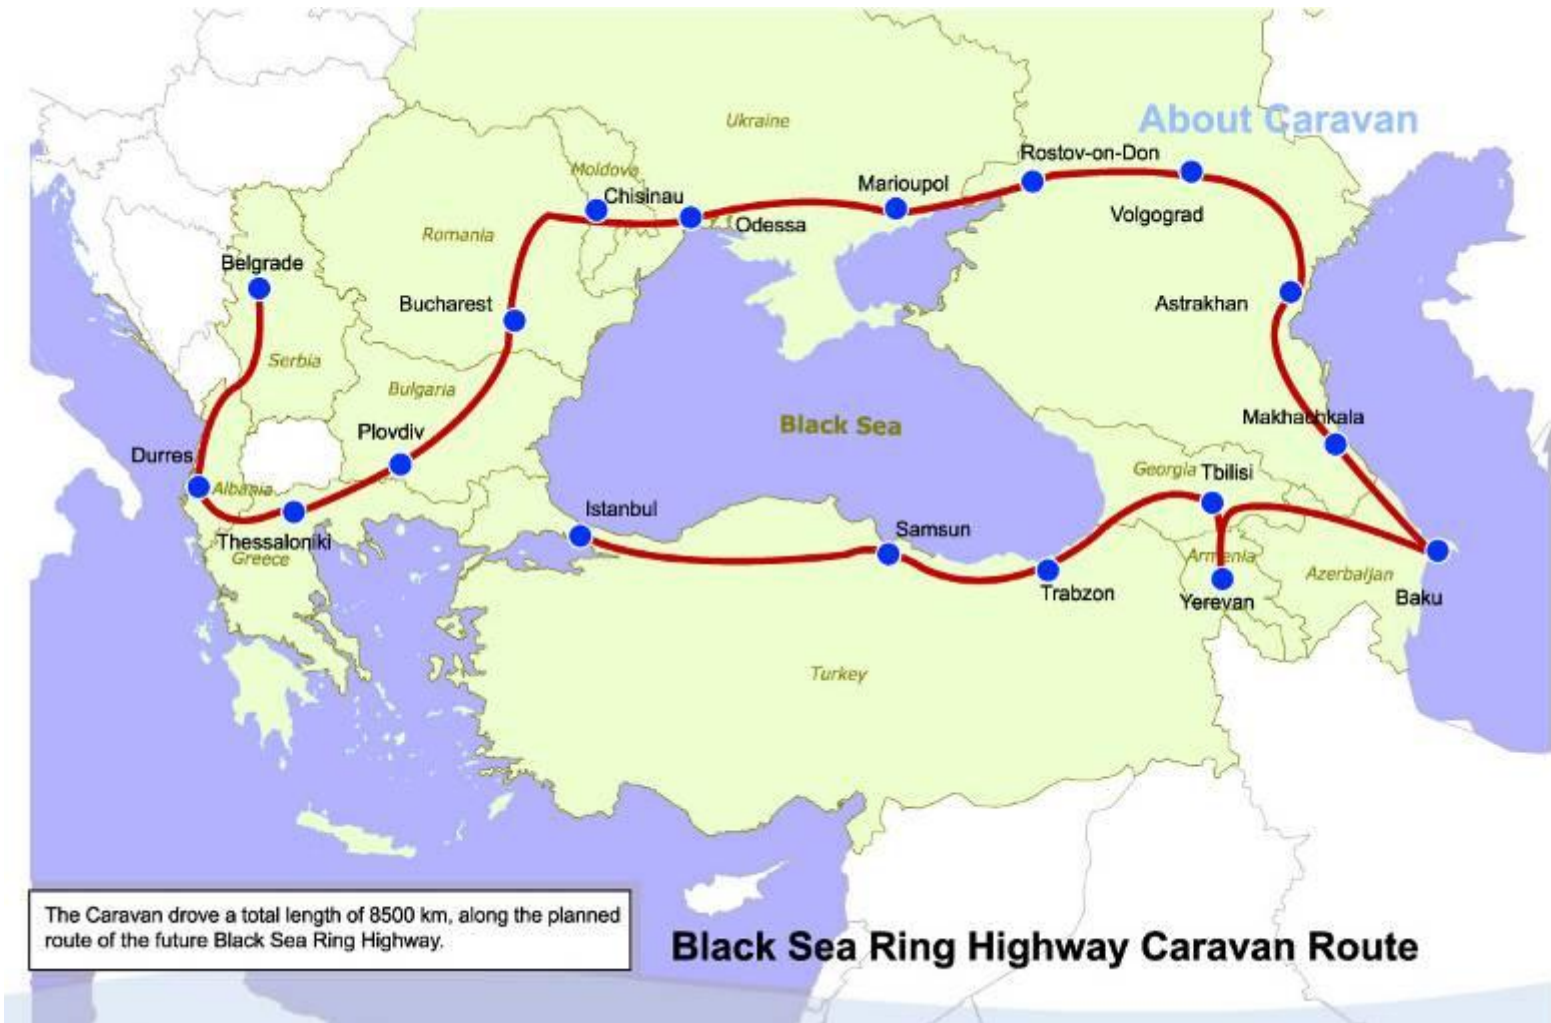 Ukraine
About Caravan
Rostov-on-Don
Moldova
Marioupol
Chisinau
Volgograd
Odessa
Romania
Belgrade
Bucharest
Astrakhan
Serbia
Bulgaria
Black Sea
Makhachkala
Plovdiv
Durres
Georgia
Tbilisi
Albania
Istanbul
Samsun
Thessaloniki
Greece
Armenia
Azerbaijan
Trabzon
Yerevan
Baku
Turkey
The Caravan drove a total length of 8500 km, along the planned
route of the future Black Sea Ring Highway.
Black Sea Ring Highway Caravan Route